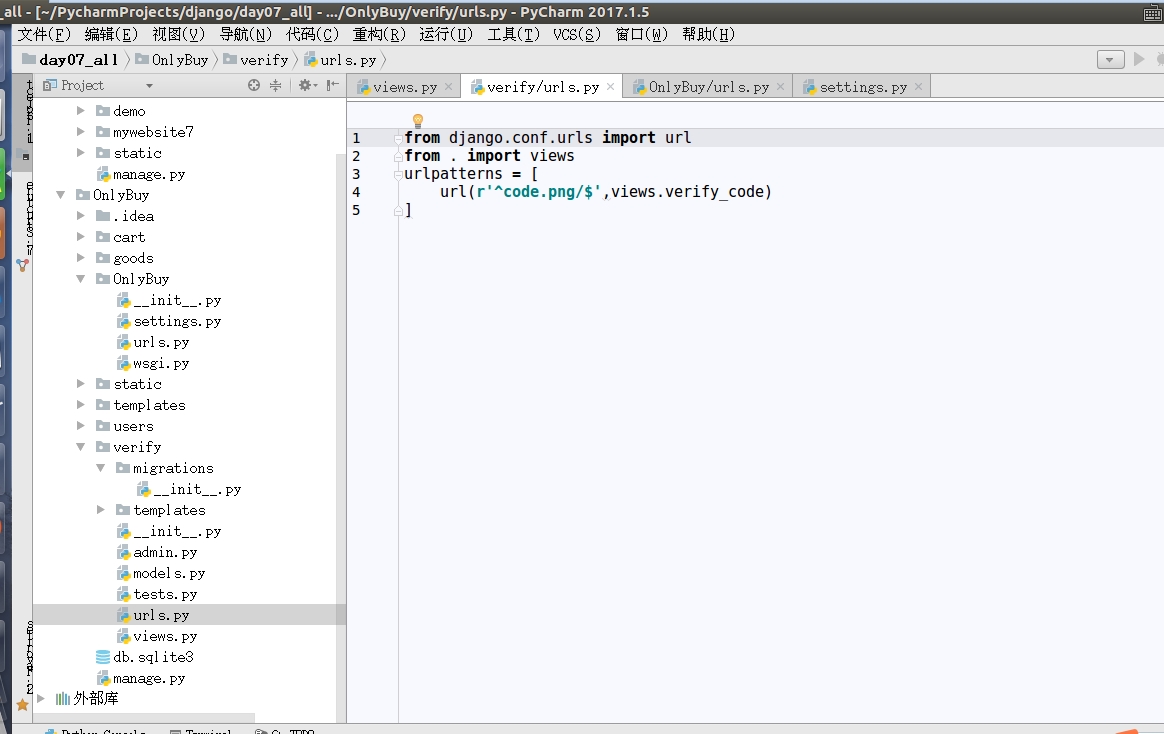 _all - [~/PycharmProjects/django/day07_all] - .../OnlyBuy/verify/urls.py - PyCharm 2017.1.5
文件(F) 编辑(E) 视图(V) 导航(N) 代码(C) 重构(R) 运行(U) 工具(T) VCS(S) 窗口(W) 帮助(H)
day07_all OnlyBuy verify urls.py
Project
views.py verify/urls.py OnlyBuy/urls.py settings.py
demo
mywebsite7
static
manage.py
OnlyBuy
.idea
cart
goods
OnlyBuy
__init__.py
settings.py
urls.py
wsgi.py
static
templates
users
verify
migrations
__init__.py
templates
__init__.py
admin.py
models.py
tests.py
urls.py
views.py
db.sqlite3
manage.py
外部库
1 from django.conf.urls import url
2 from . import views
3 urlpatterns = [
4     url(r'^code.png/$',views.verify_code)
5 ]
Python Console Terminal 6: TODO